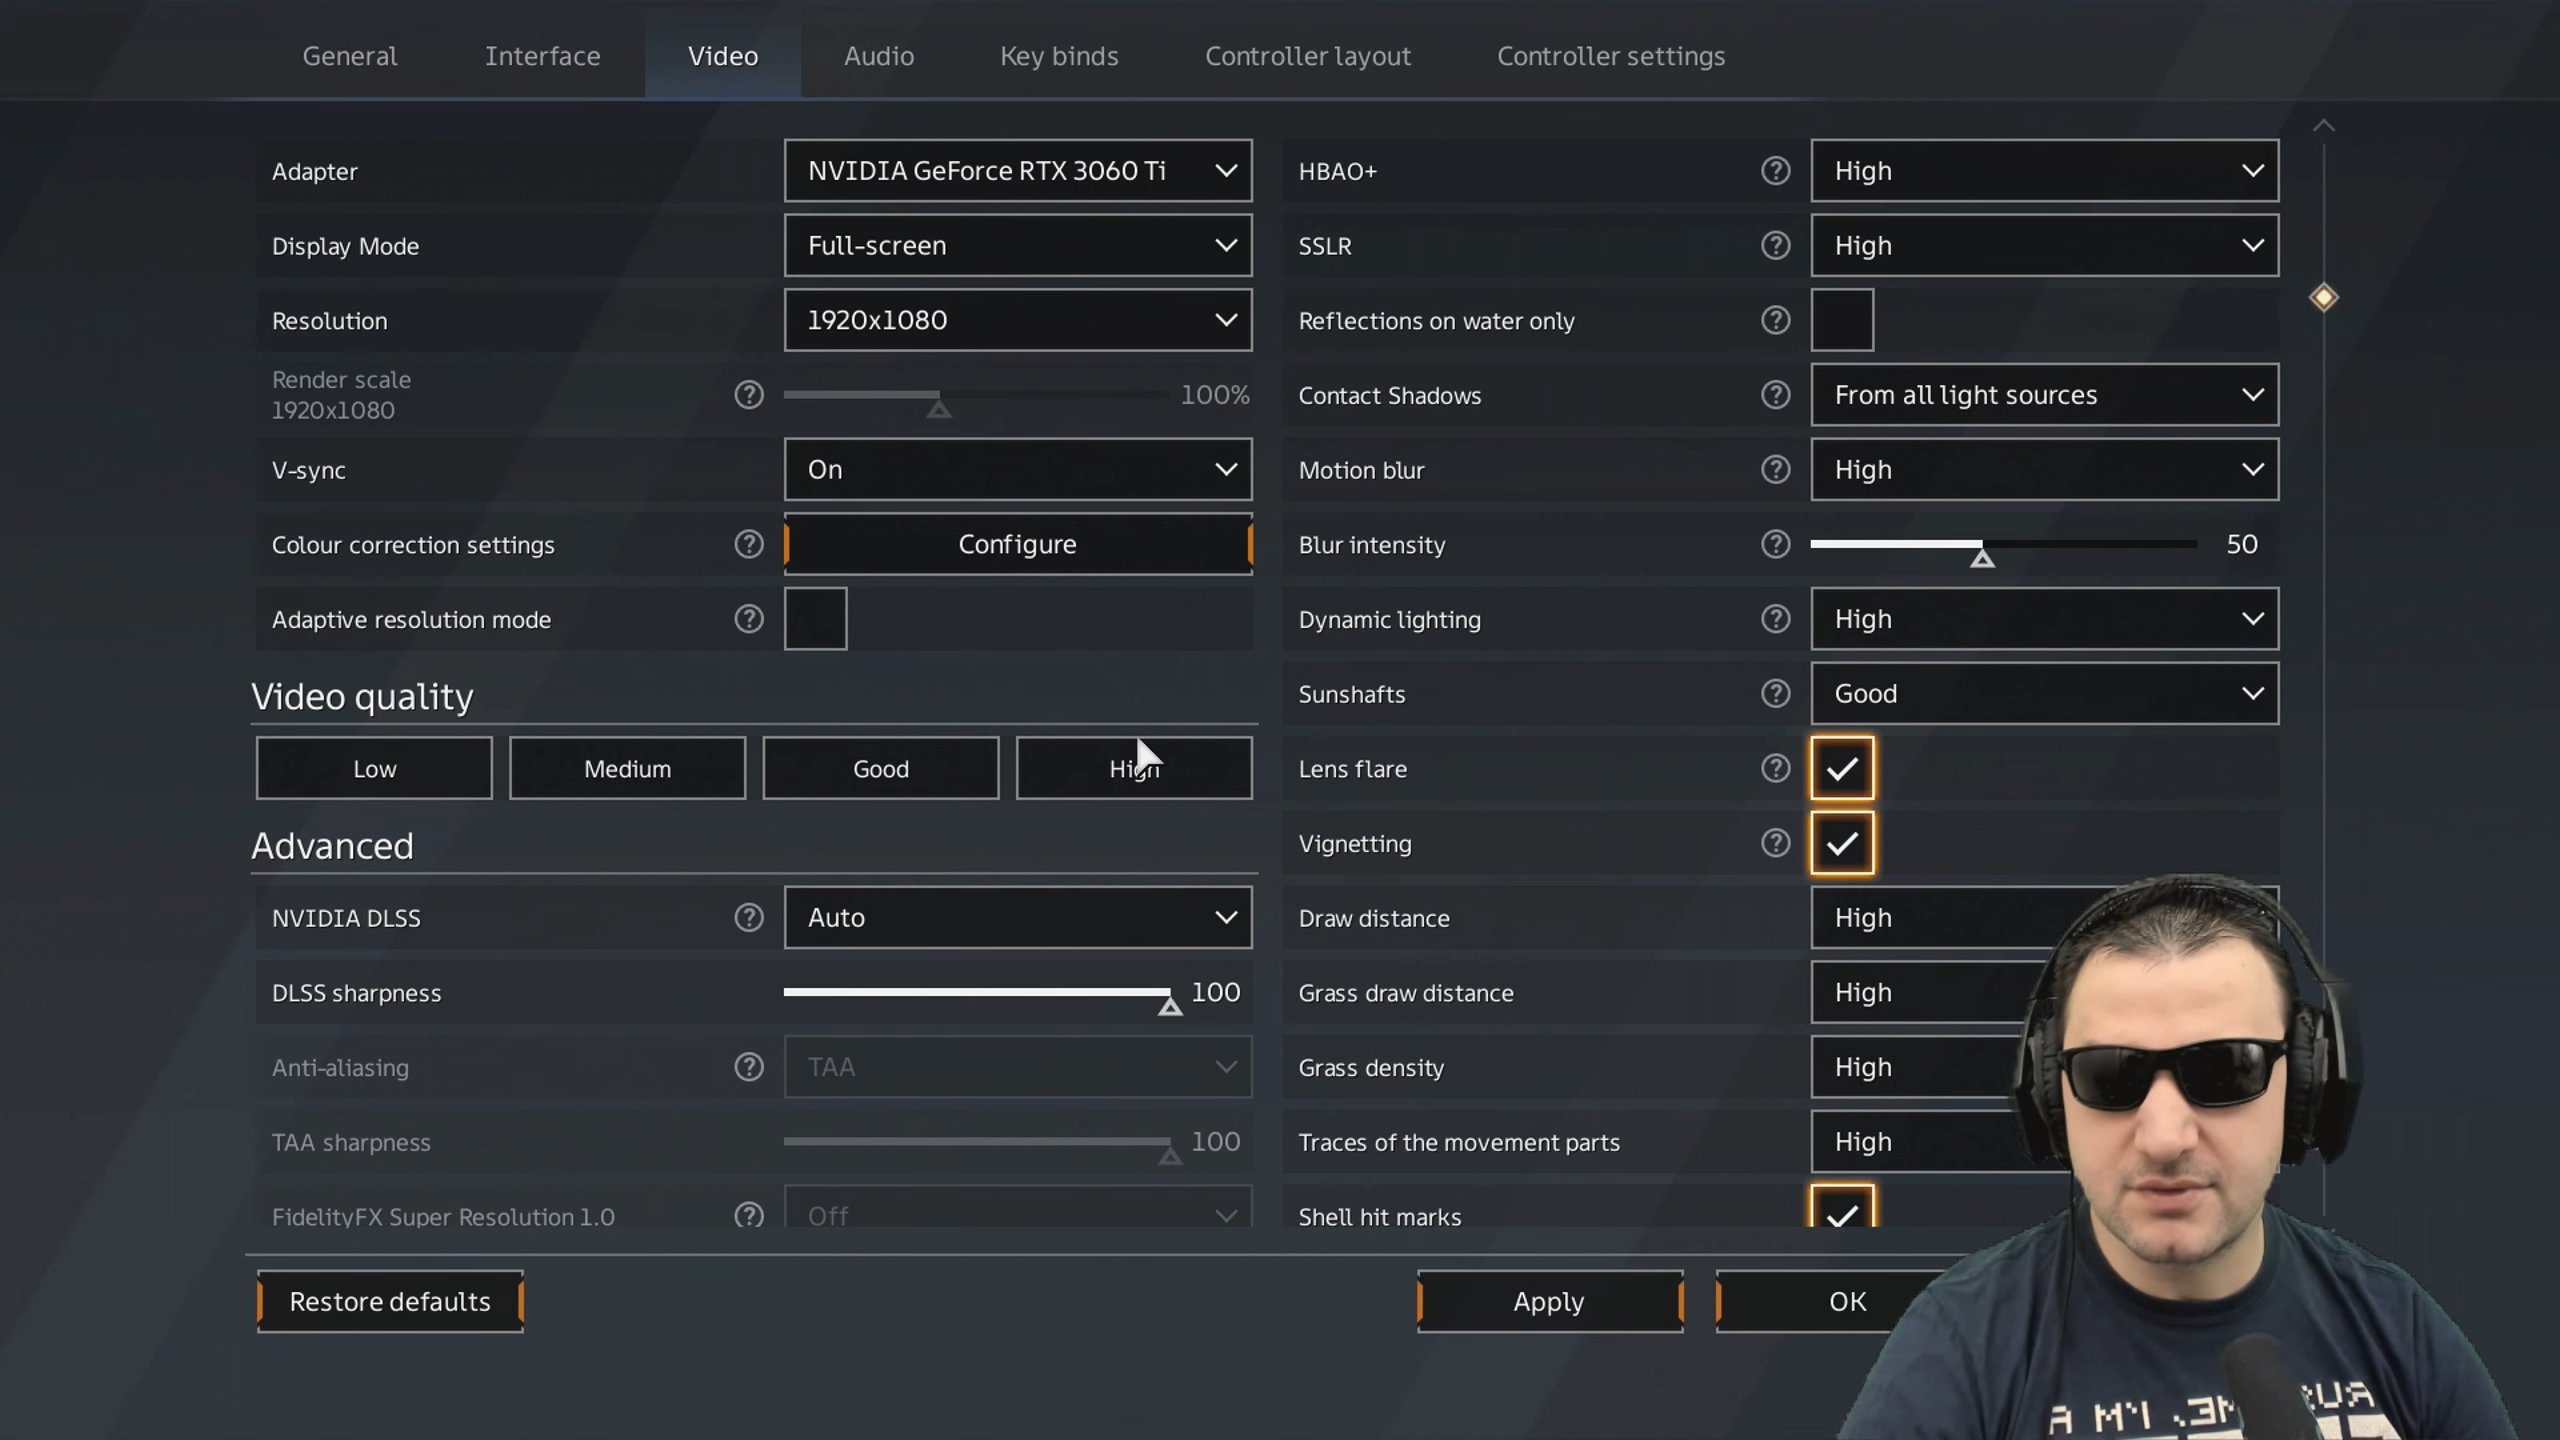 General
Interface
Video
Audio
Key binds
Controller layout
Controller settings
Adapter
NVIDIA GeForce RTX 3060 Ti
Display Mode
Full-screen
Resolution
1920x1080
Render scale
1920x1080
100%
V-sync
On
Colour correction settings
Configure
Adaptive resolution mode
Video quality
Low
Medium
Good
High
Advanced
NVIDIA DLSS
Auto
DLSS sharpness
100
Anti-aliasing
TAA
TAA sharpness
100
FidelityFX Super Resolution 1.0
Off
HBAO+
High
SSLR
High
Reflections on water only
Contact Shadows
From all light sources
Motion blur
High
Blur intensity
50
Dynamic lighting
High
Sunshafts
Good
Lens flare
Vignetting
Draw distance
High
Grass draw distance
High
Grass density
High
Traces of the movement parts
High
Shell hit marks
Restore defaults
Apply
OK